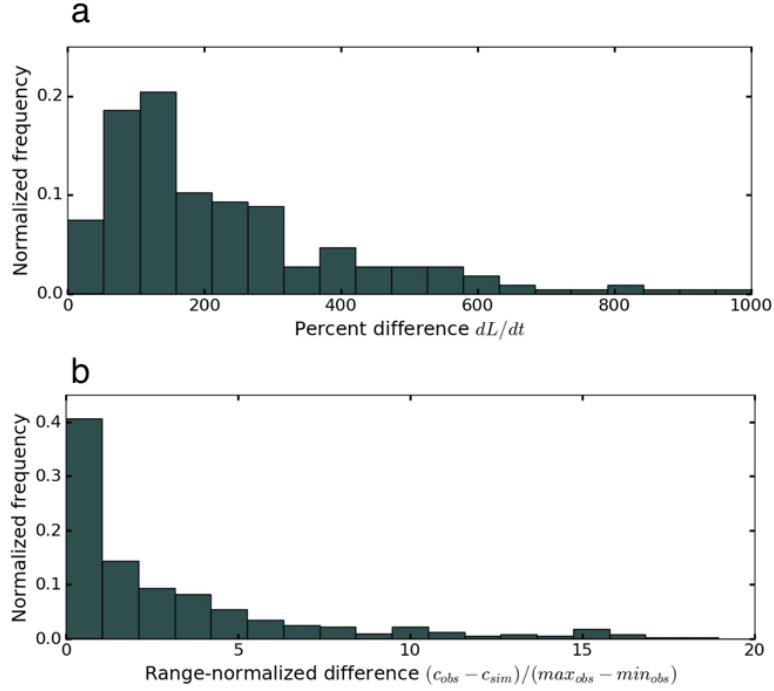 a
Normalized frequency
0.2
0.1
0.0
0 200 400 600 800 1000
Percent difference dL/dt
b
Normalized frequency
0.4
0.3
0.2
0.1
0.0
0 5 10 15 20
Range-normalized difference (c_obs − c_sim)/(max_obs − min_obs)